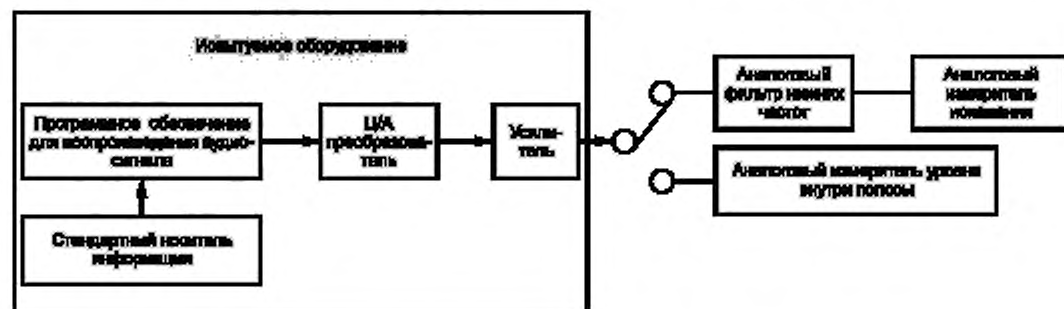 Испытуемое оборудование
Программное обеспечение
для воспроизведения аудио-
сигнала
Ц/А
преобразова-
тель
Усили-
тель
Стандартный носитель
информации
Аналоговый
фильтр нижних
частот
Аналоговый
измеритель
искажения
Аналоговый измеритель уровня
внутри полосы